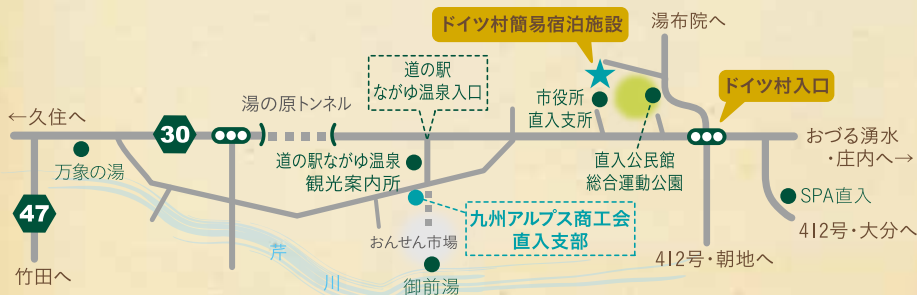 ドイツ村簡易宿泊施設
湯布院へ
道の駅
ながゆ温泉入口
市役所
直入支所
ドイツ村入口
←久住へ
30
湯の原トンネル
おづる湧水
・庄内へ→
万象の湯
道の駅ながゆ温泉
観光案内所
直入公民館
総合運動公園
47
SPA直入
九州アルプス商工会
直入支部
412号・大分へ
おんせん市場
芹
川
412号・朝地へ
竹田へ
御前湯